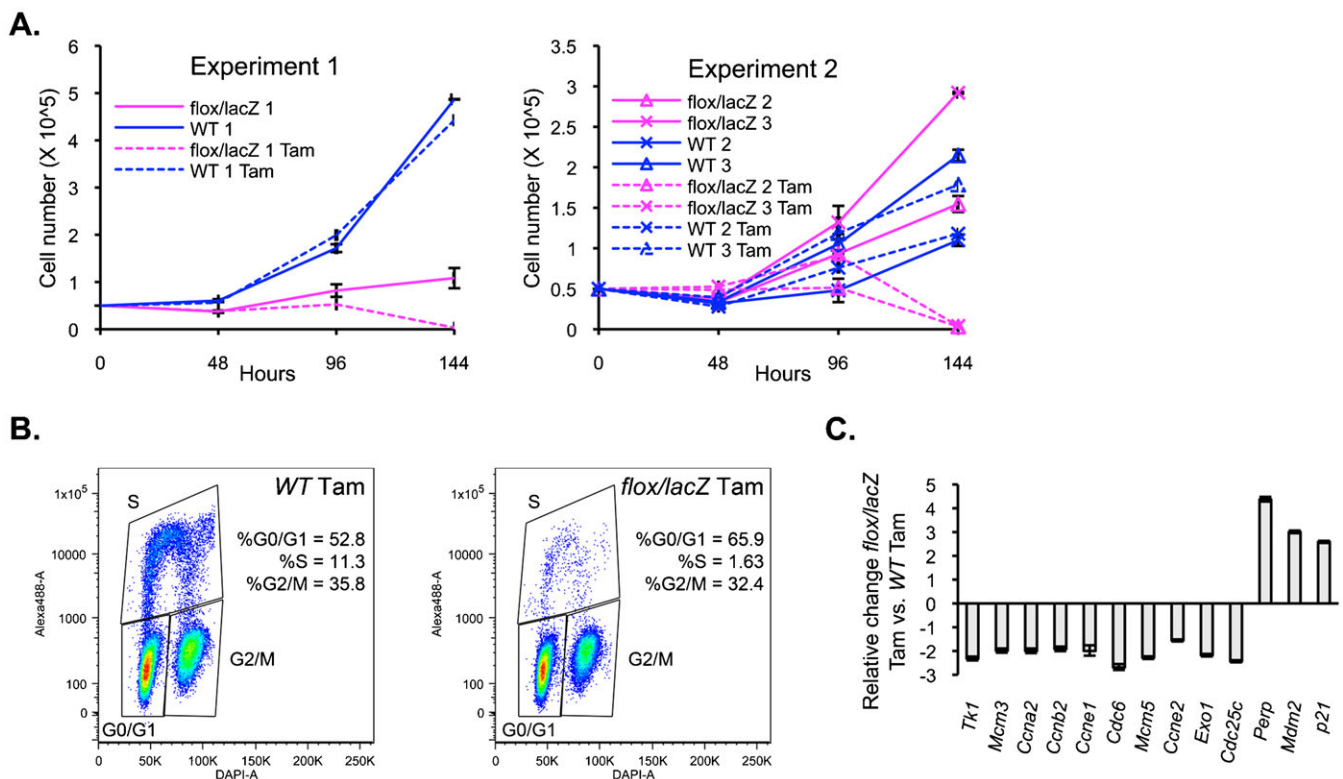 A.
Experiment 1
Cell number (X 10^5)
6
5
4
3
2
1
0
flox/lacZ 1
WT 1
flox/lacZ 1 Tam
WT 1 Tam
0 48 96 144
Hours
Experiment 2
Cell number (X 10^5)
3.5
3
2.5
2
1.5
1
0.5
0
flox/lacZ 2
flox/lacZ 3
WT 2
WT 3
flox/lacZ 2 Tam
flox/lacZ 3 Tam
WT 2 Tam
WT 3 Tam
0 48 96 144
Hours
B.
WT Tam
S
%G0/G1 = 52.8
%S = 11.3
%G2/M = 35.8
G2/M
G0/G1
Alexa488-A
1x10^5
10000
1000
100
0
0 50K 100K 150K 200K 250K
DAPI-A
flox/lacZ Tam
S
%G0/G1 = 65.9
%S = 1.63
%G2/M = 32.4
G2/M
G0/G1
Alexa488-A
1x10^5
10000
1000
100
0
0 50K 100K 150K 200K 250K
DAPI-A
C.
Relative change flox/lacZ
Tam vs. WT Tam
5
4
3
2
1
0
-1
-2
-3
Tk1
Mcm3
Ccna2
Ccnb2
Ccne1
Cdc6
Mcm5
Ccne2
Exo1
Cdc25c
Perp
Mdm2
p21